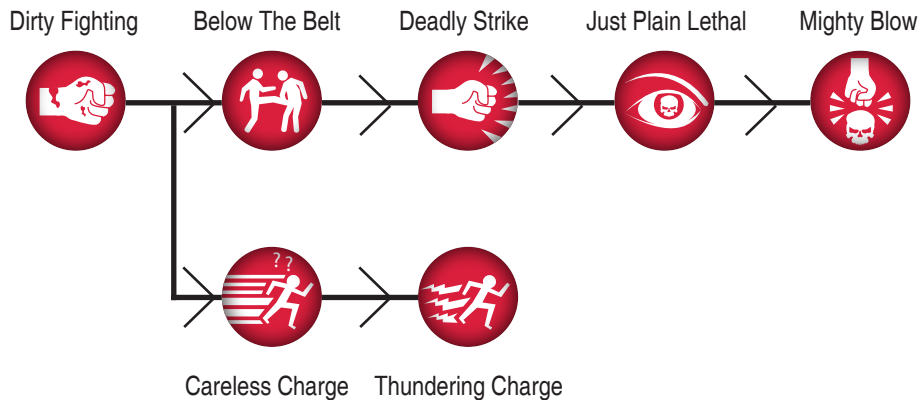 Dirty Fighting Below The Belt Deadly Strike Just Plain Lethal Mighty Blow
??
Careless Charge Thundering Charge